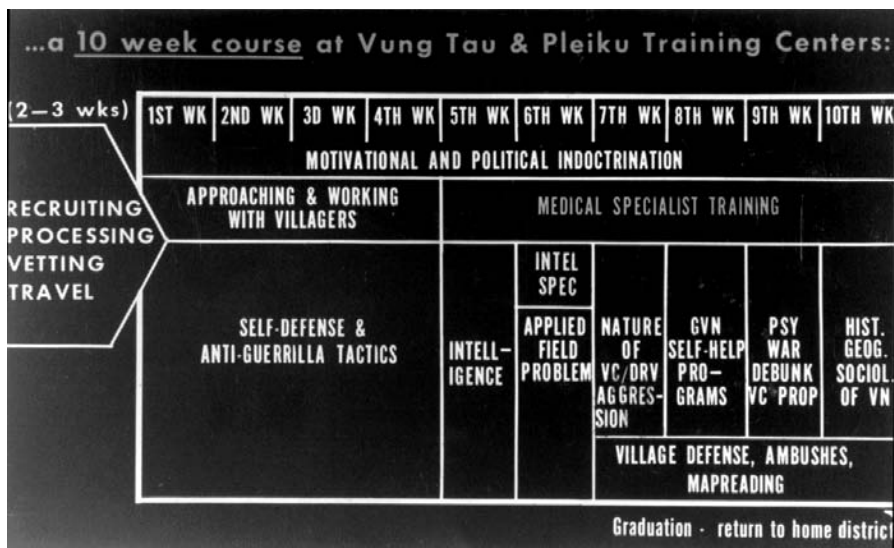 ...a 10 week course at Vung Tau & Pleiku Training Centers:
(2–3 wks)
1ST WK
2ND WK
3D WK
4TH WK
5TH WK
6TH WK
7TH WK
8TH WK
9TH WK
10TH WK
MOTIVATIONAL AND POLITICAL INDOCTRINATION
RECRUITING
PROCESSING
VETTING
TRAVEL
APPROACHING & WORKING
WITH VILLAGERS
MEDICAL SPECIALIST TRAINING
SELF-DEFENSE &
ANTI-GUERRILLA TACTICS
INTELL–
IGENCE
INTEL
SPEC
APPLIED
FIELD
PROBLEM
NATURE
OF
VC/DRV
AGGRES-
SION
GVN
SELF-HELP
PRO–
GRAMS
PSY
WAR
DEBUNK
VC PROP
HIST.
GEOG.
SOCIOL.
OF VN
VILLAGE DEFENSE, AMBUSHES,
MAPREADING
Graduation - return to home district